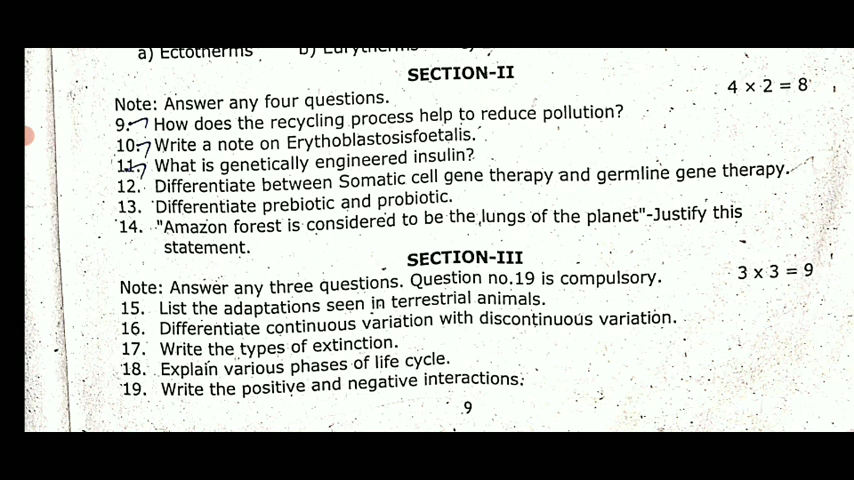 a) Ectotherms b) Eurytherms
SECTION-II
Note: Answer any four questions. 4 x 2 = 8
9. How does the recycling process help to reduce pollution?
10. Write a note on Erythoblastosisfoetalis.
11. What is genetically engineered insulin?
12. Differentiate between Somatic cell gene therapy and germline gene therapy.
13. Differentiate prebiotic and probiotic.
14. "Amazon forest is considered to be the lungs of the planet"-Justify this
statement.
SECTION-III
Note: Answer any three questions. Question no.19 is compulsory. 3 x 3 = 9
15. List the adaptations seen in terrestrial animals.
16. Differentiate continuous variation with discontinuous variation.
17. Write the types of extinction.
18. Explain various phases of life cycle.
19. Write the positive and negative interactions.
9